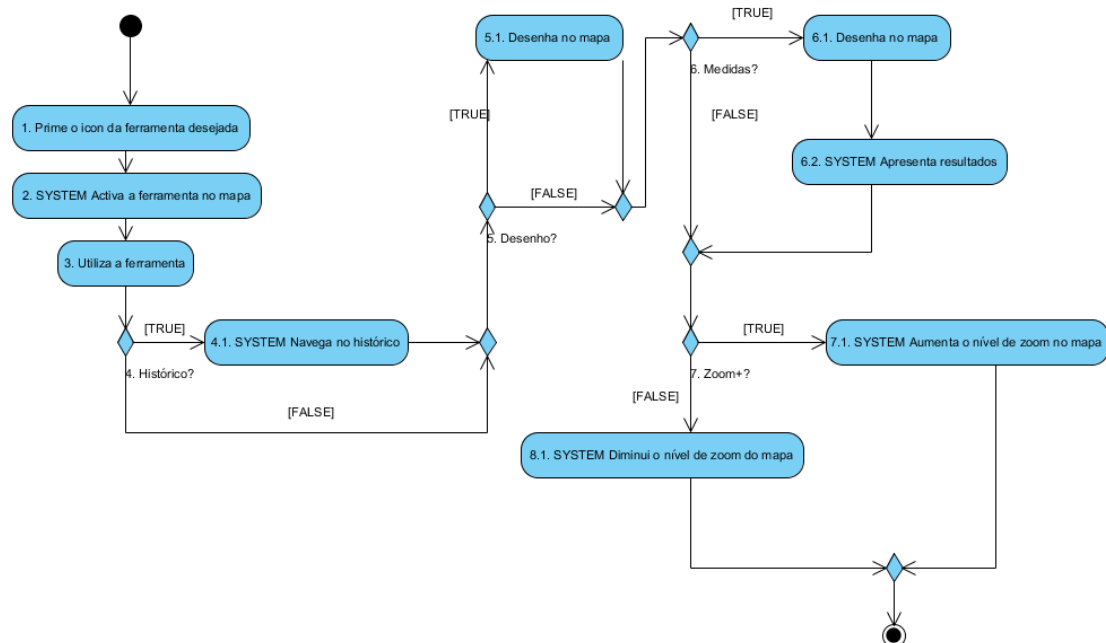 1. Prime o icon da ferramenta desejada
2. SYSTEM Activa a ferramenta no mapa
3. Utiliza a ferramenta
[TRUE]
4.1. SYSTEM Navega no histórico
4. Histórico?
[FALSE]
5.1. Desenha no mapa
[TRUE]
[FALSE]
5. Desenho?
[TRUE]
6.1. Desenha no mapa
6. Medidas?
[FALSE]
6.2. SYSTEM Apresenta resultados
[TRUE]
7.1. SYSTEM Aumenta o nível de zoom no mapa
7. Zoom+?
[FALSE]
8.1. SYSTEM Diminui o nível de zoom do mapa